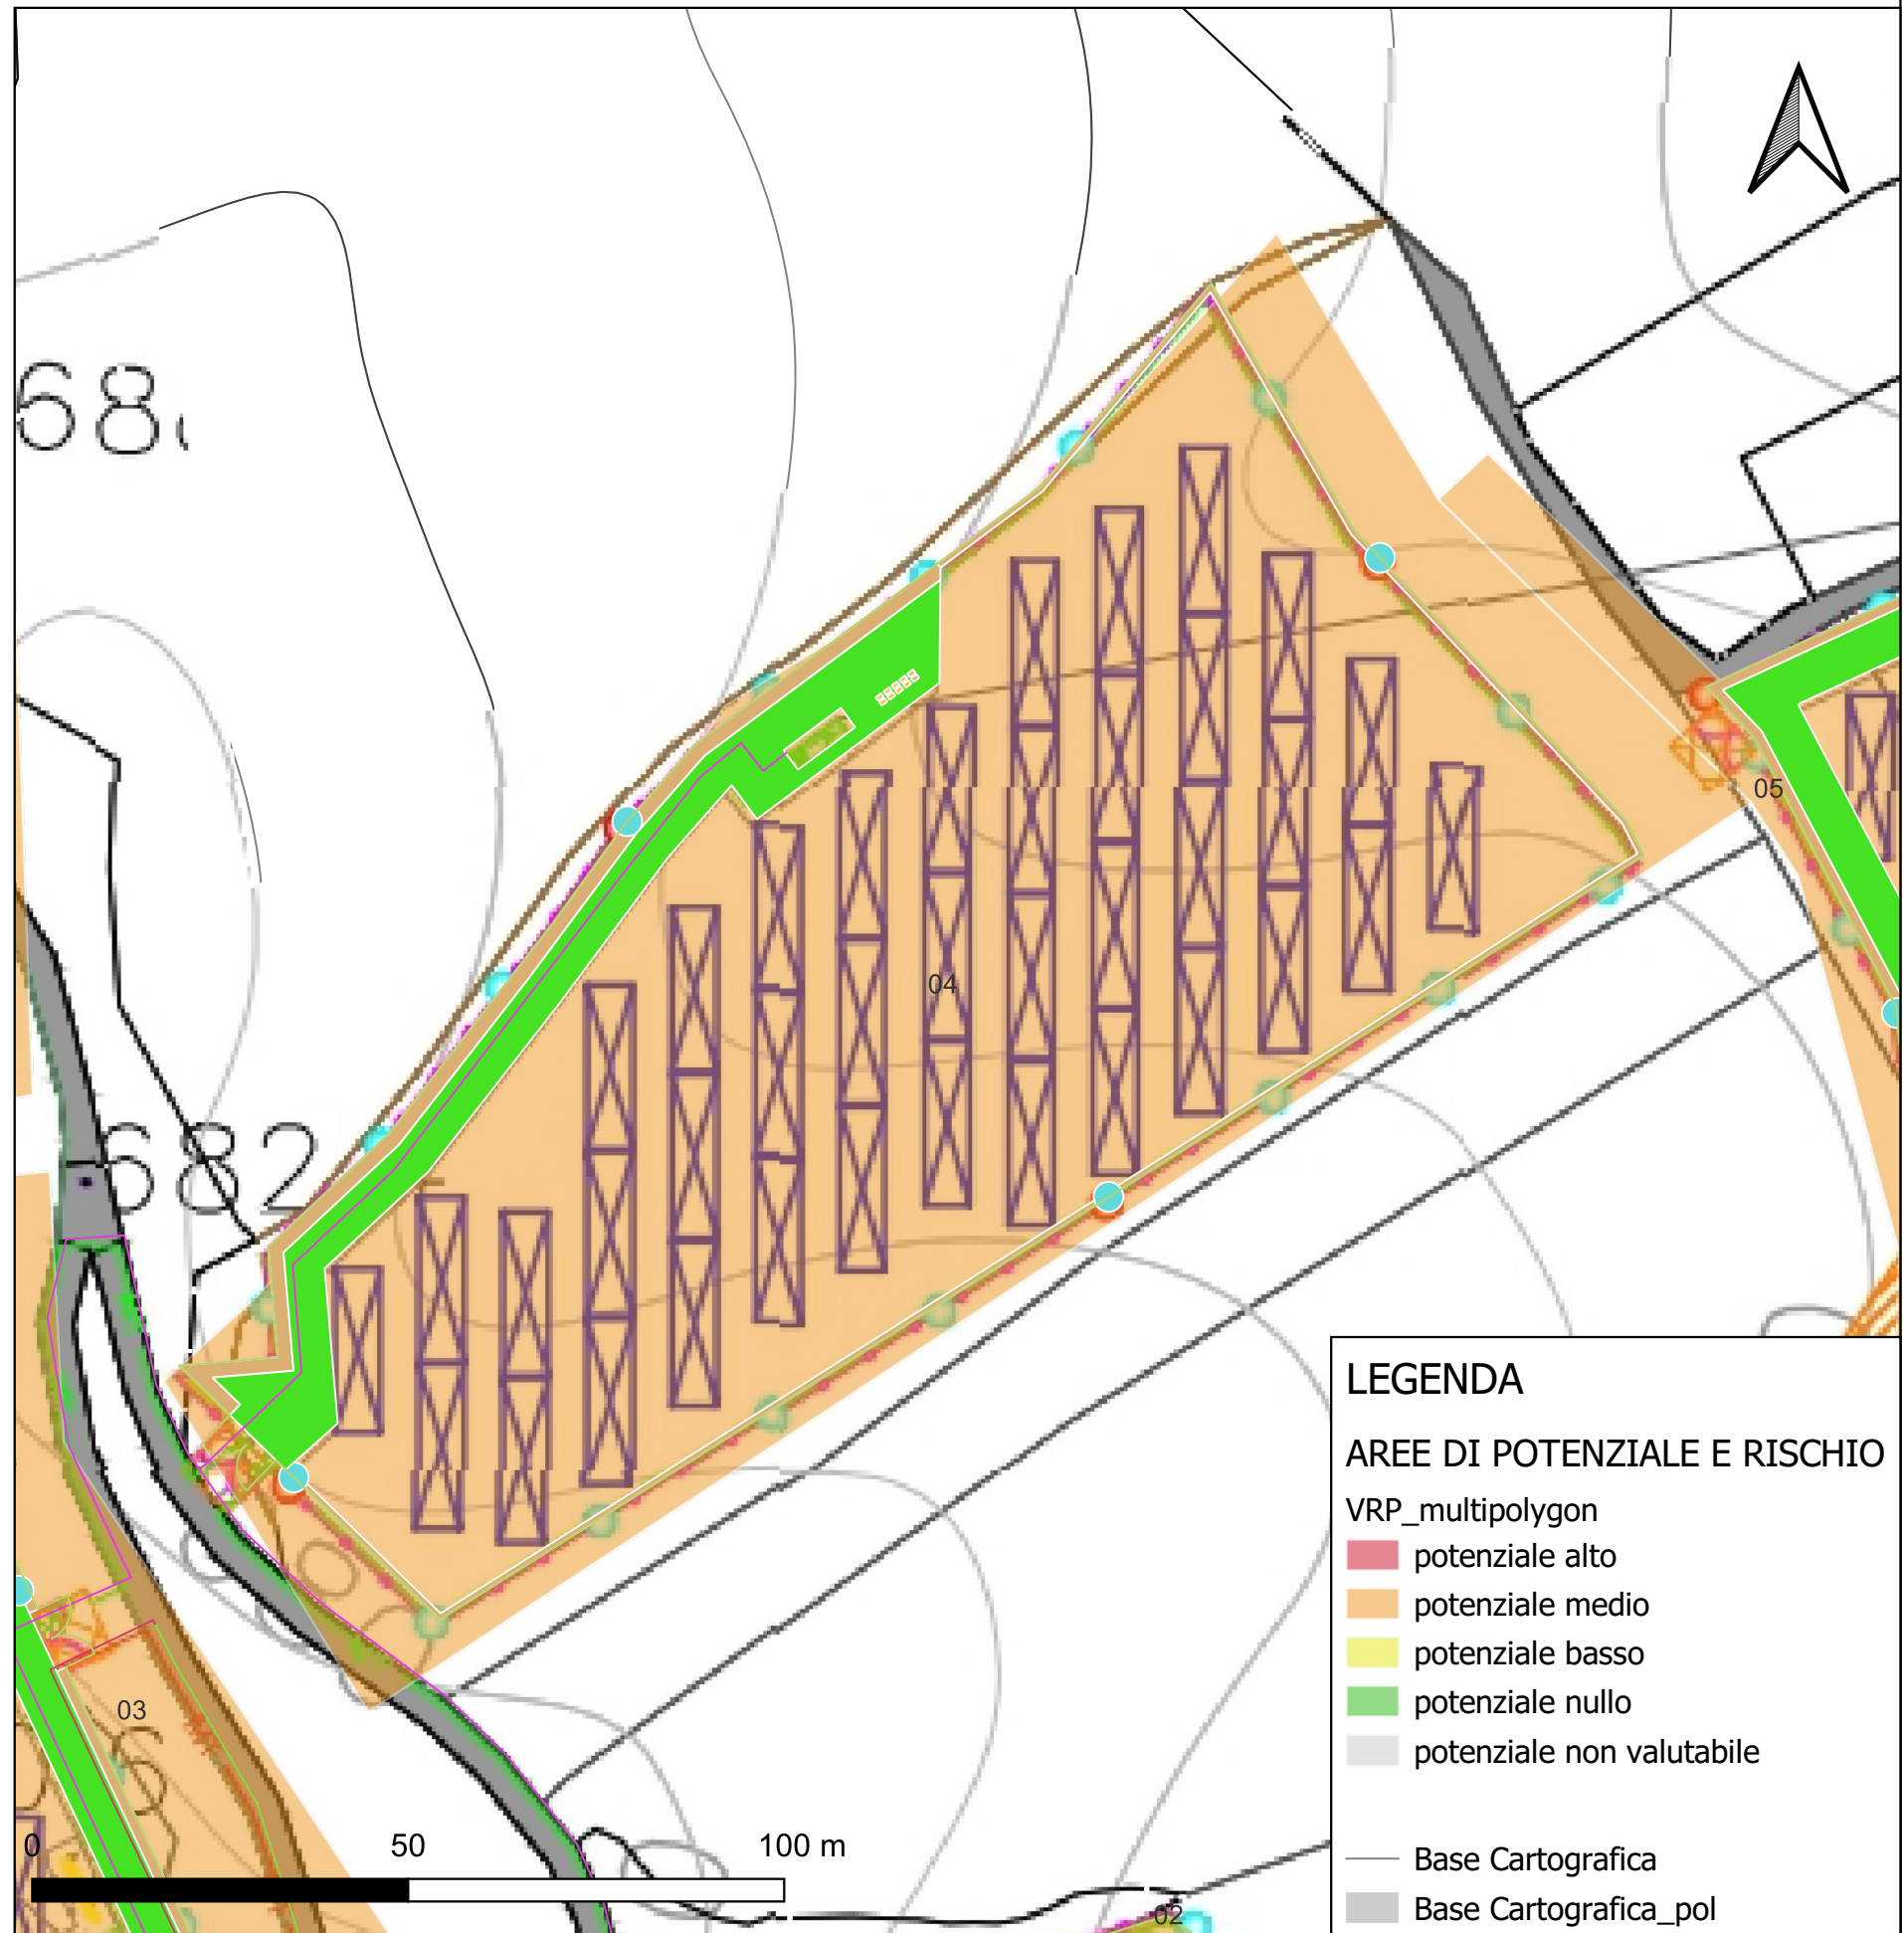 68
05
04
682
LEGENDA
AREE DI POTENZIALE E RISCHIO
VRP_multipolygon
potenziale alto
potenziale medio
potenziale basso
potenziale nullo
potenziale non valutabile
03
0 50 100 m
Base Cartografica
Base Cartografica_pol
02